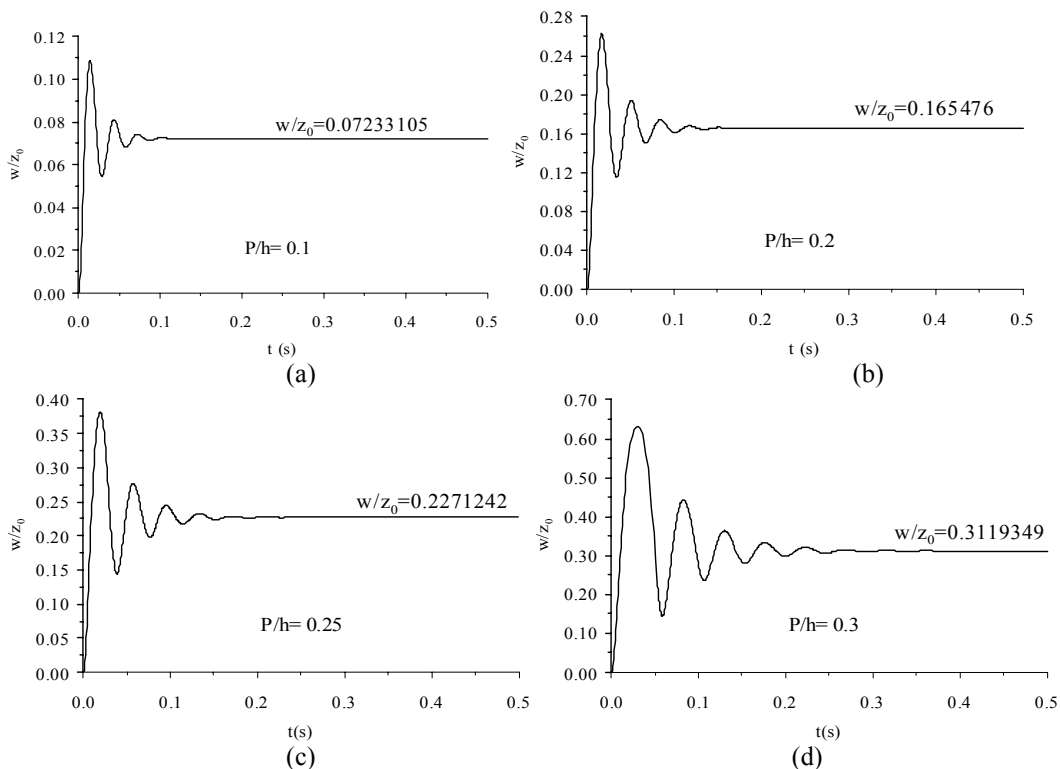 0.12
0.10
0.08
0.06
0.04
0.02
0.00
w/z0
w/z0=0.07233105
P/h= 0.1
0.0 0.1 0.2 0.3 0.4 0.5
t (s)
(a)
0.28
0.24
0.20
0.16
0.12
0.08
0.04
0.00
w/z0
w/z0=0.165476
P/h= 0.2
0.0 0.1 0.2 0.3 0.4 0.5
t (s)
(b)
0.40
0.35
0.30
0.25
0.20
0.15
0.10
0.05
0.00
w/z0
w/z0=0.2271242
P/h= 0.25
0.0 0.1 0.2 0.3 0.4 0.5
t(s)
(c)
0.70
0.60
0.50
0.40
0.30
0.20
0.10
0.00
w/z0
w/z0=0.3119349
P/h= 0.3
0.0 0.1 0.2 0.3 0.4 0.5
t(s)
(d)